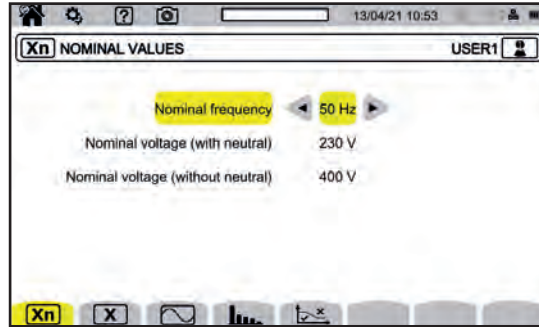 ? 13/04/21 10:53
Xn NOMINAL VALUES USER1
Nominal frequency 50 Hz
Nominal voltage (with neutral) 230 V
Nominal voltage (without neutral) 400 V
Xn X x